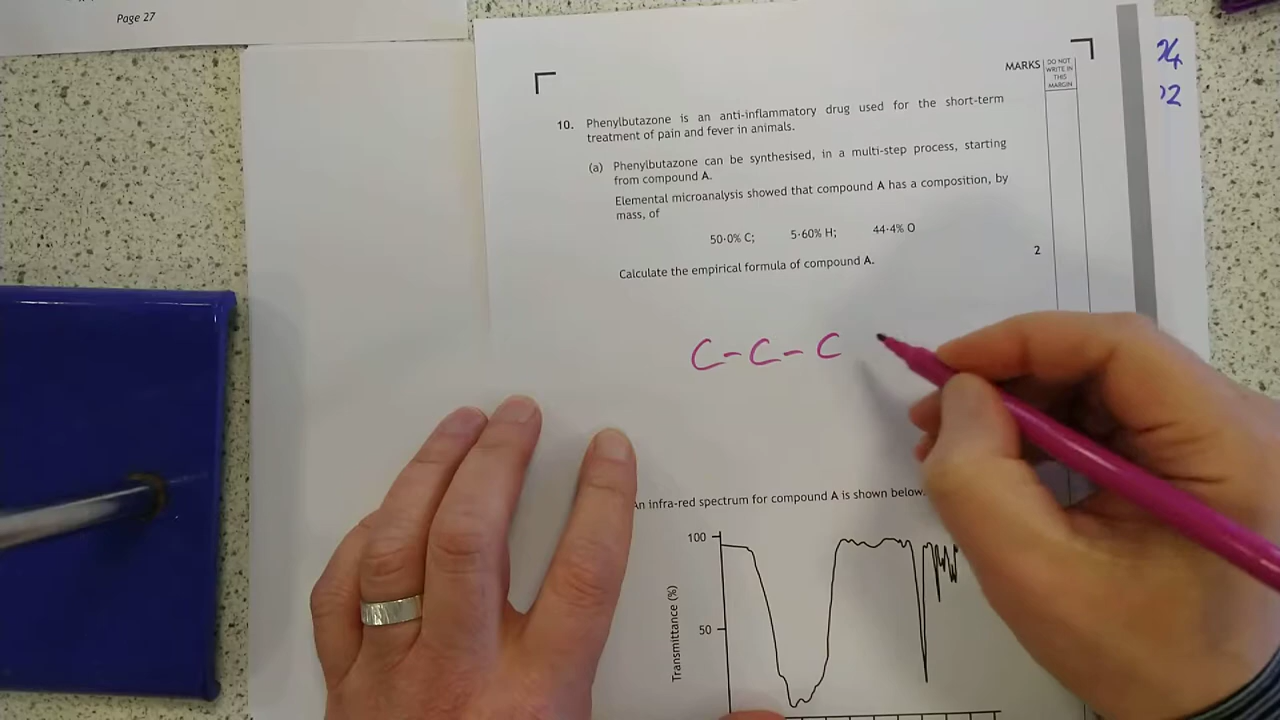 Page 27
MARKS
DO NOT
WRITE IN
THIS
MARGIN
10. Phenylbutazone is an anti-inflammatory drug used for the short-term
treatment of pain and fever in animals.
(a) Phenylbutazone can be synthesised, in a multi-step process, starting
from compound A.
Elemental microanalysis showed that compound A has a composition, by
mass, of
50·0% C; 5·60% H; 44·4% O
Calculate the empirical formula of compound A.
2
C-C-C
An infra-red spectrum for compound A is shown below.
100
50
Transmittance (%)